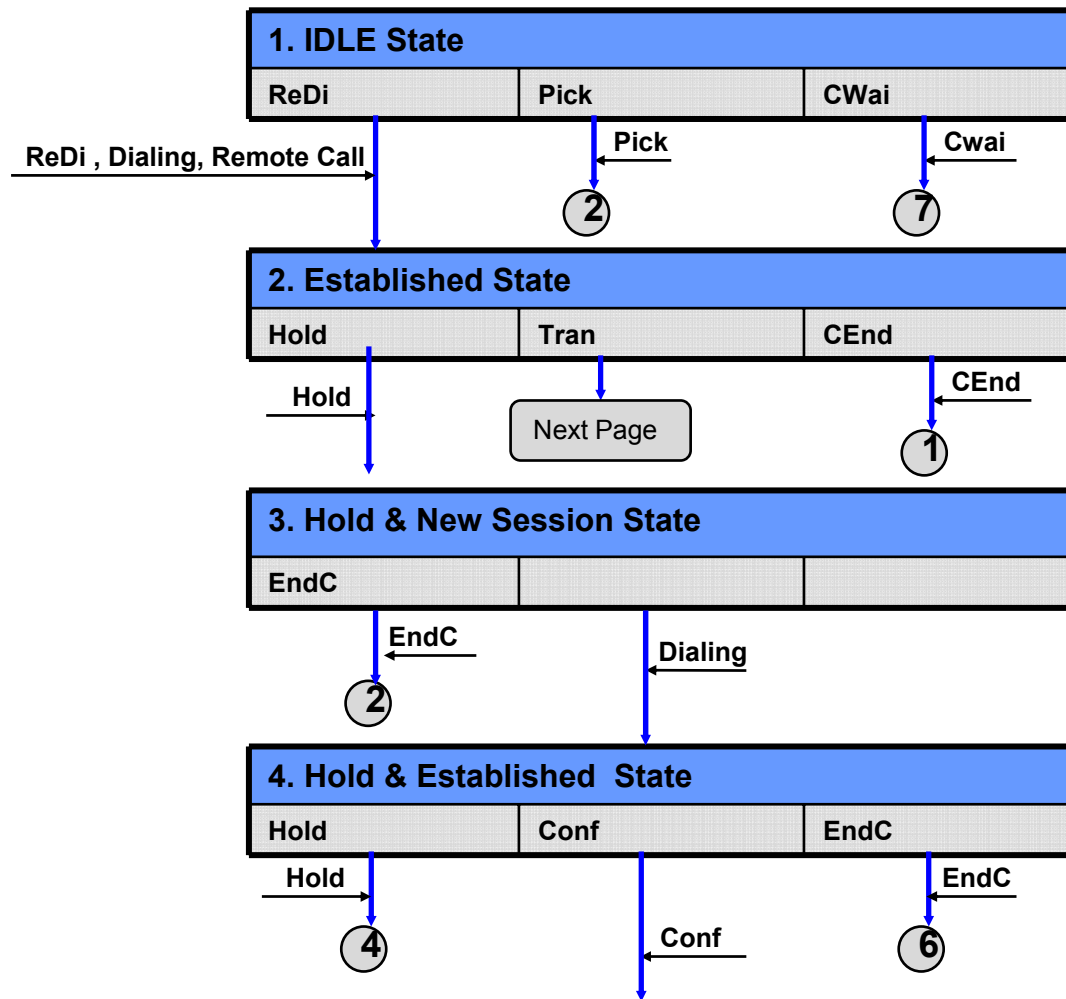 1. IDLE State
ReDi Pick CWai
ReDi , Dialing, Remote Call
Pick
Cwai
2
7
2. Established State
Hold Tran CEnd
Hold
CEnd
Next Page
1
3. Hold & New Session State
EndC
EndC
Dialing
2
4. Hold & Established State
Hold Conf EndC
Hold
EndC
4
Conf
6